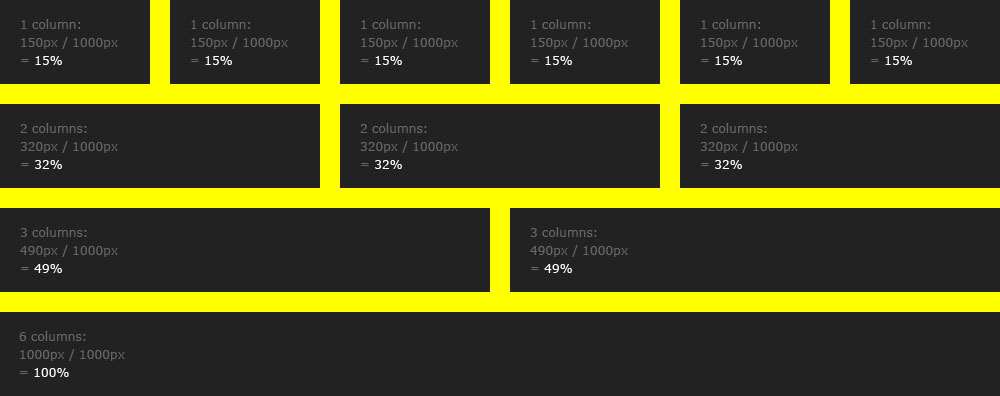 1 column:
150px / 1000px
= 15%
1 column:
150px / 1000px
= 15%
1 column:
150px / 1000px
= 15%
1 column:
150px / 1000px
= 15%
1 column:
150px / 1000px
= 15%
1 column:
150px / 1000px
= 15%
2 columns:
320px / 1000px
= 32%
2 columns:
320px / 1000px
= 32%
2 columns:
320px / 1000px
= 32%
3 columns:
490px / 1000px
= 49%
3 columns:
490px / 1000px
= 49%
6 columns:
1000px / 1000px
= 100%